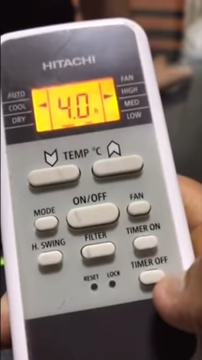 HITACHI
FAN
AUTO HIGH
COOL 4.0 h MED
DRY LOW
TEMP °C
ON/OFF
MODE FAN
H. SWING FILTER TIMER ON
RESET LOCK TIMER OFF